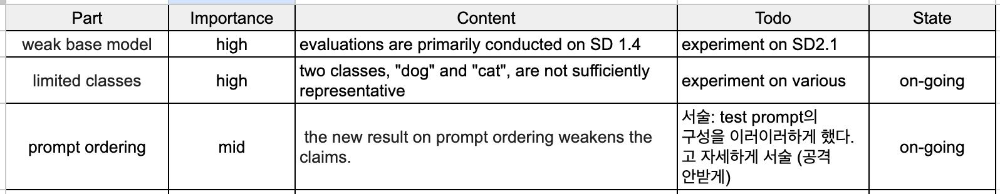 Part Importance Content Todo State
weak base model high evaluations are primarily conducted on SD 1.4 experiment on SD2.1
limited classes high two classes, "dog" and "cat", are not sufficiently
representative experiment on various on-going
prompt ordering mid the new result on prompt ordering weakens the
claims. 서술: test prompt의
구성을 이러이러하게 했다.
고 자세하게 서술 (공격
안받게) on-going